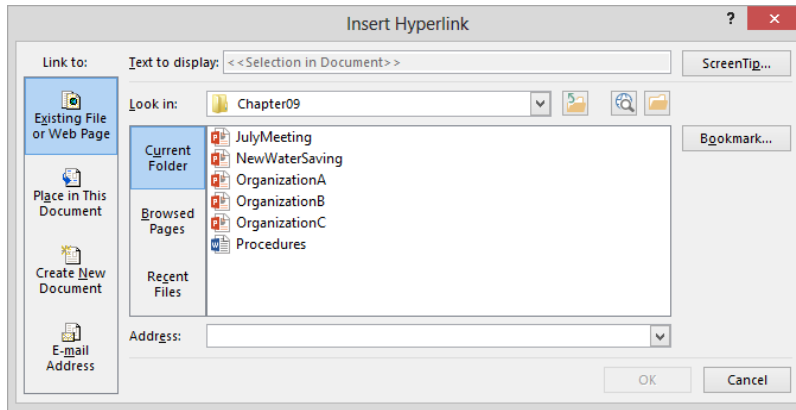 Insert Hyperlink
?
×
Link to:
Text to display: <<Selection in Document>>
ScreenTip...
Existing File
or Web Page
Look in:
Chapter09
Bookmark...
Current
Folder
JulyMeeting
NewWaterSaving
OrganizationA
OrganizationB
OrganizationC
Procedures
Place in This
Document
Browsed
Pages
Create New
Document
Recent
Files
E-mail
Address
Address:
OK
Cancel